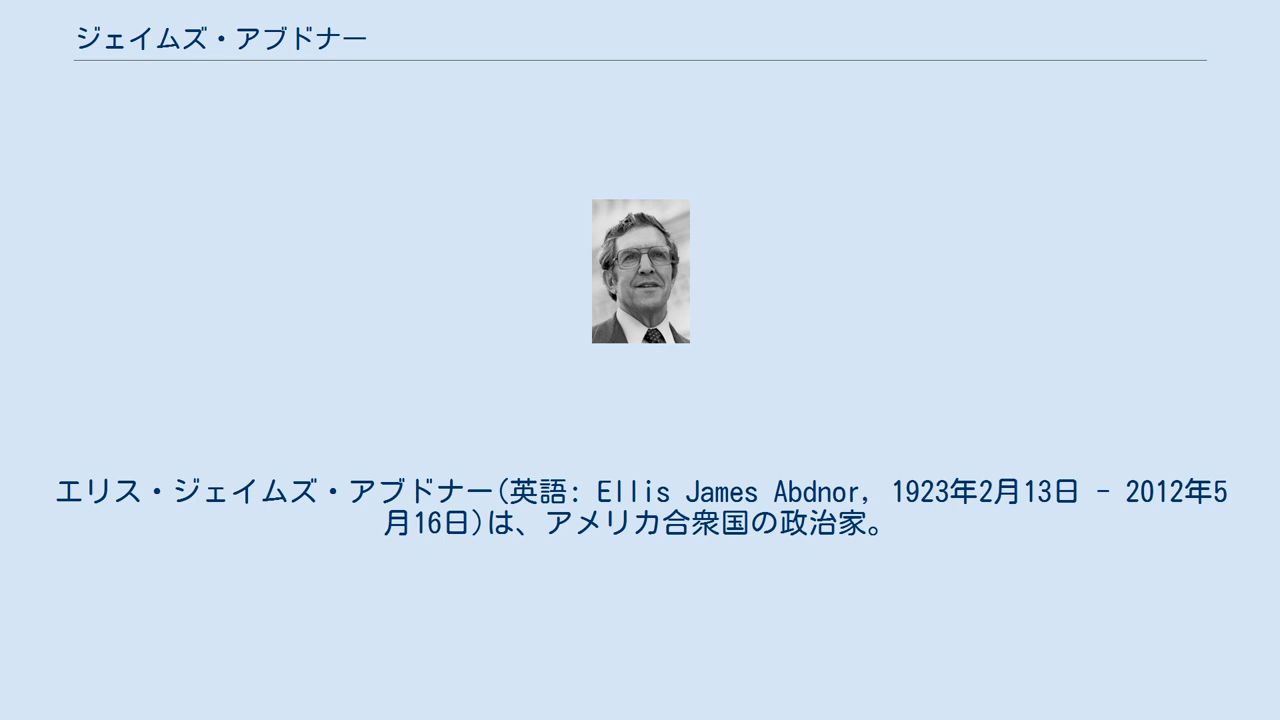 ジェイムズ・アブドナー
エリス・ジェイムズ・アブドナー(英語: Ellis James Abdnor, 1923年2月13日 - 2012年5
月16日)は、アメリカ合衆国の政治家。